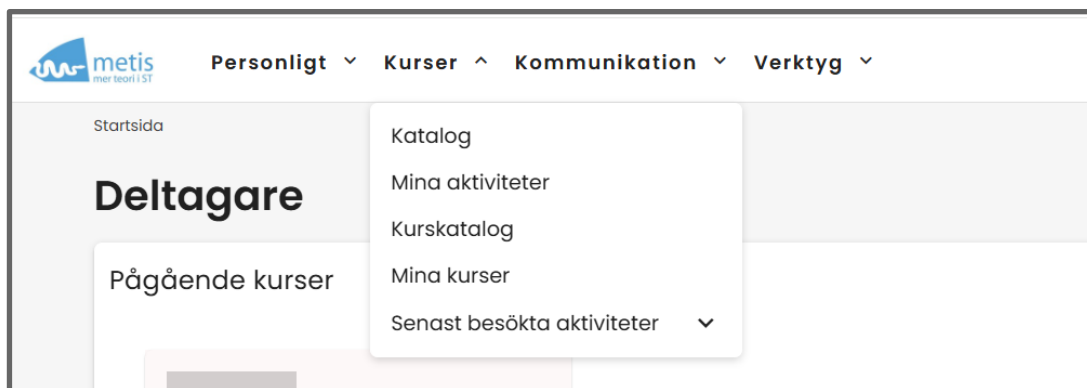 metis
mer teori i ST
Personligt Kurser Kommunikation Verktyg
Startsida
Katalog
Mina aktiviteter
Kurskatalog
Mina kurser
Senast besökta aktiviteter
Deltagare
Pågående kurser